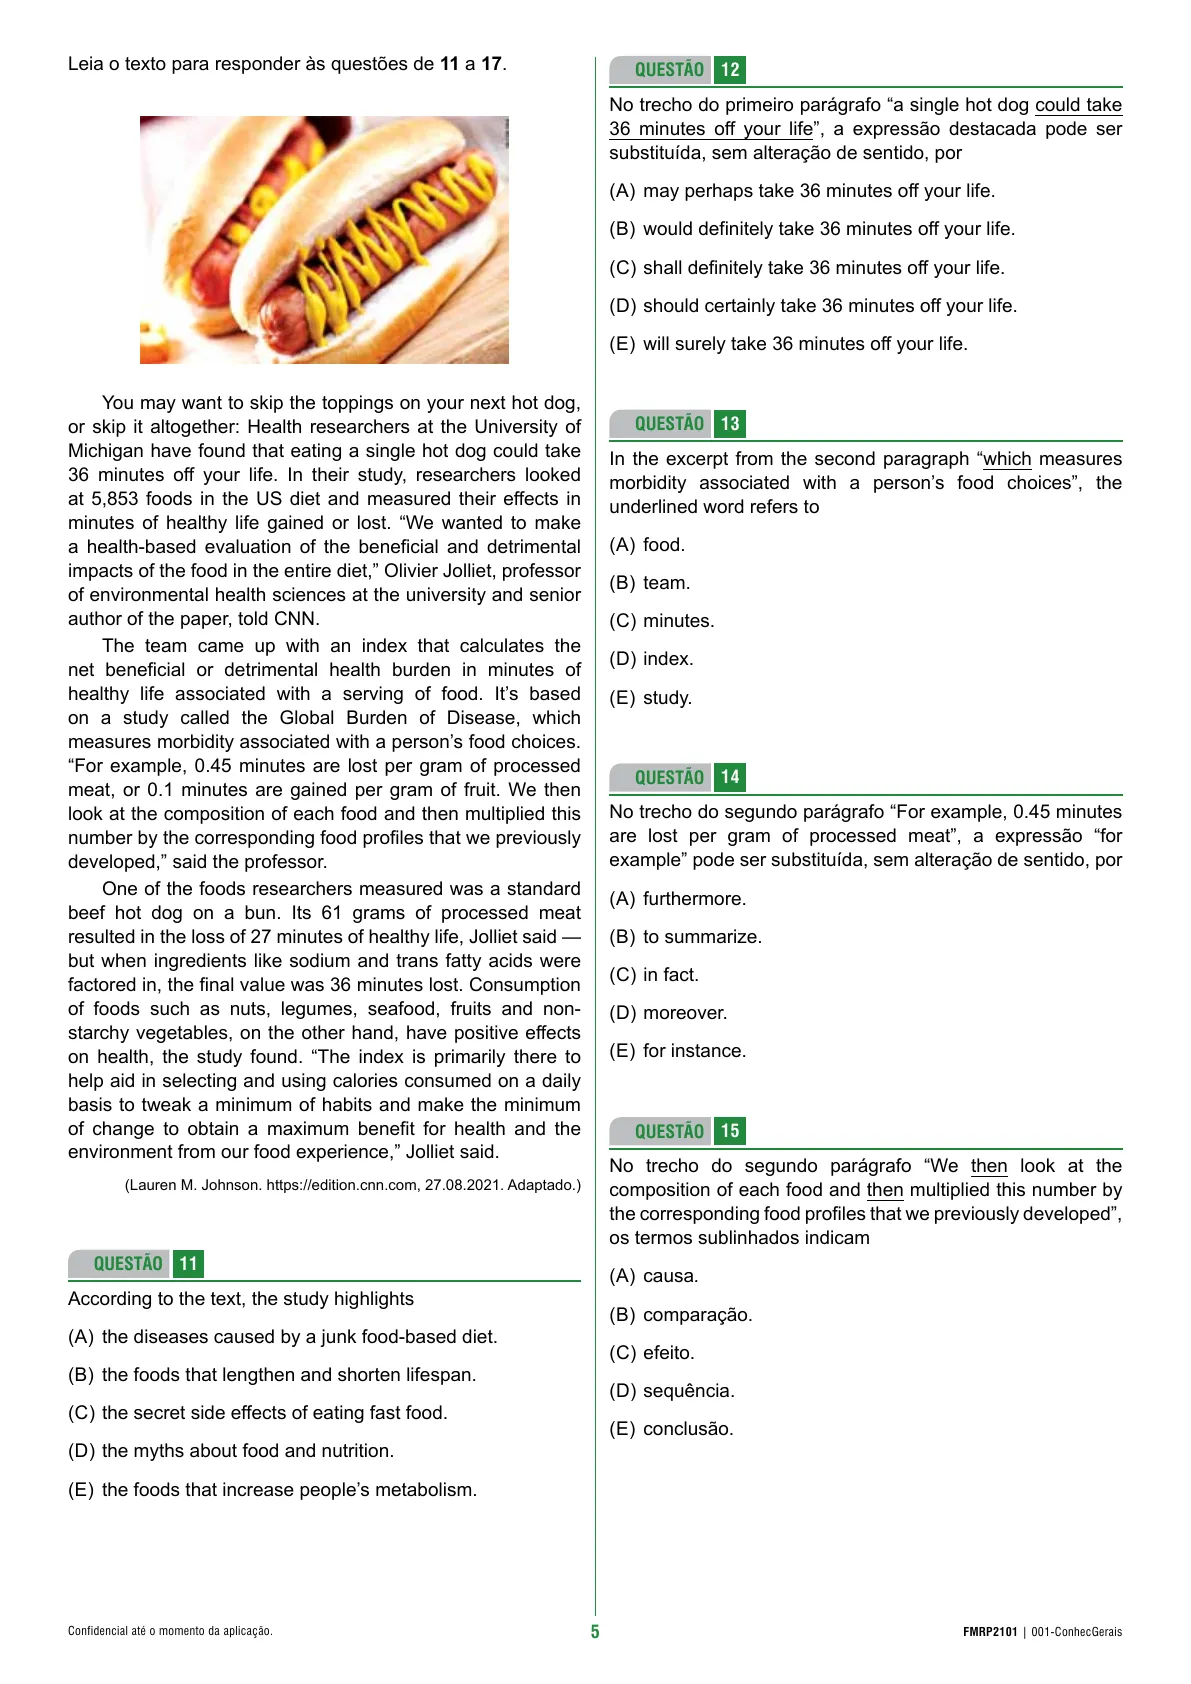 Leia o texto para responder às questões de 11 a 17.
You may want to skip the toppings on your next hot dog,
or skip it altogether: Health researchers at the University of
Michigan have found that eating a single hot dog could take
36 minutes off your life. In their study, researchers looked
at 5,853 foods in the US diet and measured their effects in
minutes of healthy life gained or lost. “We wanted to make
a health-based evaluation of the beneficial and detrimental
impacts of the food in the entire diet,” Olivier Jolliet, professor
of environmental health sciences at the university and senior
author of the paper, told CNN.
The team came up with an index that calculates the
net beneficial or detrimental health burden in minutes of
healthy life associated with a serving of food. It’s based
on a study called the Global Burden of Disease, which
measures morbidity associated with a person’s food choices.
“For example, 0.45 minutes are lost per gram of processed
meat, or 0.1 minutes are gained per gram of fruit. We then
look at the composition of each food and then multiplied this
number by the corresponding food profiles that we previously
developed,” said the professor.
One of the foods researchers measured was a standard
beef hot dog on a bun. Its 61 grams of processed meat
resulted in the loss of 27 minutes of healthy life, Jolliet said —
but when ingredients like sodium and trans fatty acids were
factored in, the final value was 36 minutes lost. Consumption
of foods such as nuts, legumes, seafood, fruits and non-
starchy vegetables, on the other hand, have positive effects
on health, the study found. “The index is primarily there to
help aid in selecting and using calories consumed on a daily
basis to tweak a minimum of habits and make the minimum
of change to obtain a maximum benefit for health and the
environment from our food experience,” Jolliet said.
(Lauren M. Johnson. https://edition.cnn.com, 27.08.2021. Adaptado.)
QUESTÃO 11
According to the text, the study highlights
(A) the diseases caused by a junk food-based diet.
(B) the foods that lengthen and shorten lifespan.
(C) the secret side effects of eating fast food.
(D) the myths about food and nutrition.
(E) the foods that increase people’s metabolism.
QUESTÃO 12
No trecho do primeiro parágrafo “a single hot dog could take
36 minutes off your life”, a expressão destacada pode ser
substituída, sem alteração de sentido, por
(A) may perhaps take 36 minutes off your life.
(B) would definitely take 36 minutes off your life.
(C) shall definitely take 36 minutes off your life.
(D) should certainly take 36 minutes off your life.
(E) will surely take 36 minutes off your life.
QUESTÃO 13
In the excerpt from the second paragraph “which measures
morbidity associated with a person’s food choices”, the
underlined word refers to
(A) food.
(B) team.
(C) minutes.
(D) index.
(E) study.
QUESTÃO 14
No trecho do segundo parágrafo “For example, 0.45 minutes
are lost per gram of processed meat”, a expressão “for
example” pode ser substituída, sem alteração de sentido, por
(A) furthermore.
(B) to summarize.
(C) in fact.
(D) moreover.
(E) for instance.
QUESTÃO 15
No trecho do segundo parágrafo “We then look at the
composition of each food and then multiplied this number by
the corresponding food profiles that we previously developed”,
os termos sublinhados indicam
(A) causa.
(B) comparação.
(C) efeito.
(D) sequência.
(E) conclusão.
Confidencial até o momento da aplicação.
5
FMRP2101 | 001-ConhecGerais